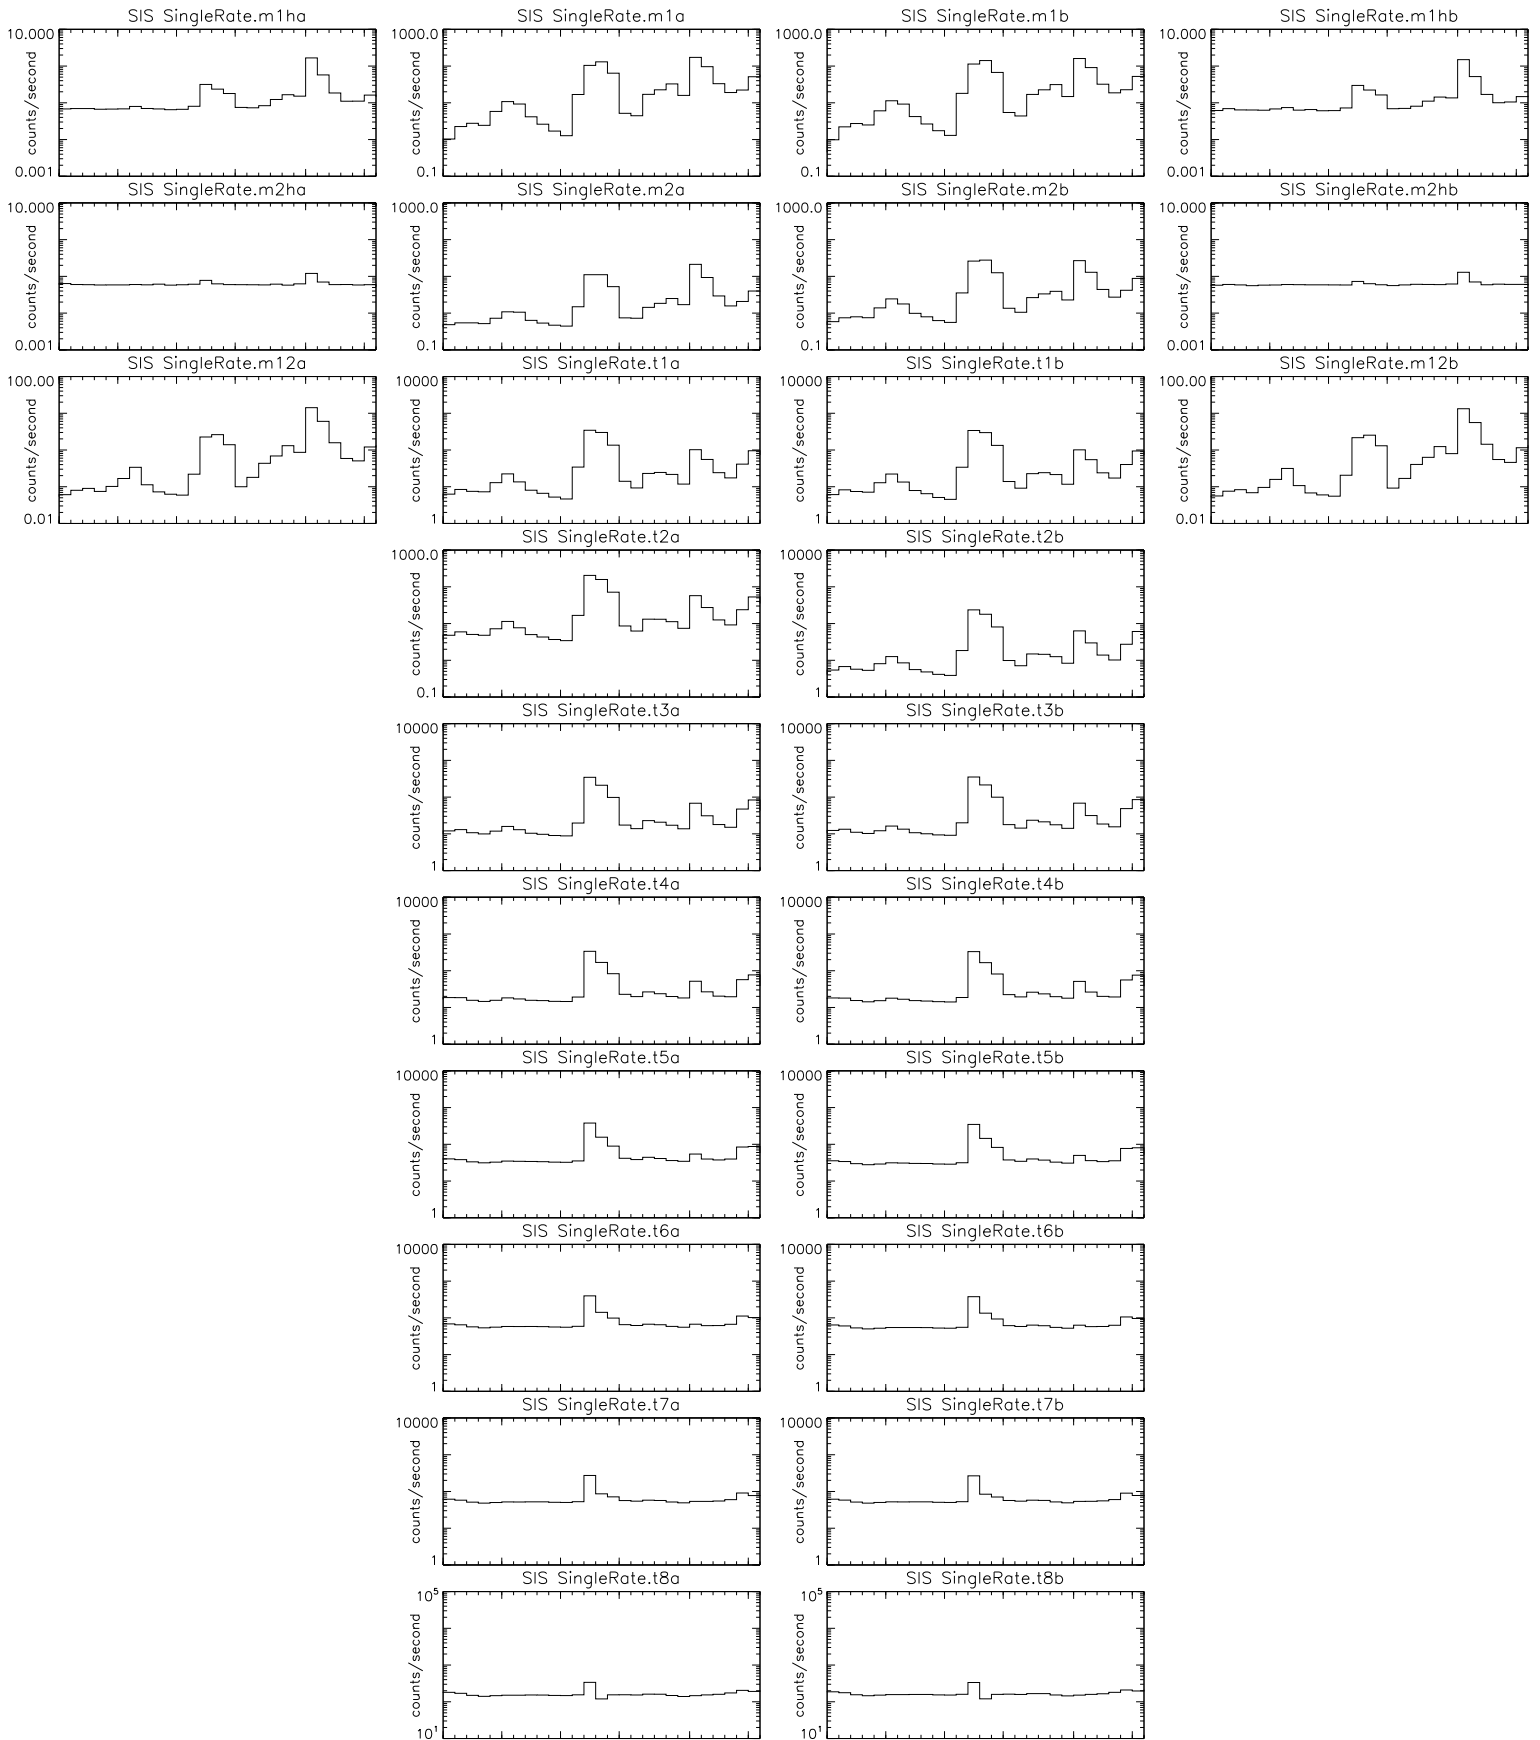 SIS SingleRate.m1ha
10.000
counts/second
0.001
SIS SingleRate.m1a
1000.0
counts/second
0.1
SIS SingleRate.m1b
1000.0
counts/second
0.1
SIS SingleRate.m1hb
10.000
counts/second
0.001
SIS SingleRate.m2ha
10.000
counts/second
0.001
SIS SingleRate.m2a
1000.0
counts/second
0.1
SIS SingleRate.m2b
1000.0
counts/second
0.1
SIS SingleRate.m2hb
10.000
counts/second
0.001
SIS SingleRate.m12a
100.00
counts/second
0.01
SIS SingleRate.t1a
10000
counts/second
1
SIS SingleRate.t1b
10000
counts/second
1
SIS SingleRate.m12b
100.00
counts/second
0.01
SIS SingleRate.t2a
1000.0
counts/second
0.1
SIS SingleRate.t2b
10000
counts/second
1
SIS SingleRate.t3a
10000
counts/second
1
SIS SingleRate.t3b
10000
counts/second
1
SIS SingleRate.t4a
10000
counts/second
1
SIS SingleRate.t4b
10000
counts/second
1
SIS SingleRate.t5a
10000
counts/second
1
SIS SingleRate.t5b
10000
counts/second
1
SIS SingleRate.t6a
10000
counts/second
1
SIS SingleRate.t6b
10000
counts/second
1
SIS SingleRate.t7a
10000
counts/second
1
SIS SingleRate.t7b
10000
counts/second
1
SIS SingleRate.t8a
10⁵
counts/second
10¹
SIS SingleRate.t8b
10⁵
counts/second
10¹